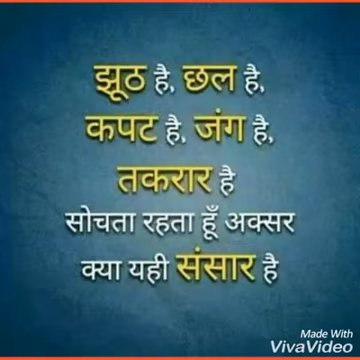 झूठ है, छल है,
कपट है, जंग है,
तकरार है
सोचता रहता हूँ अक्सर
क्या यही संसार है
Made With
VivaVideo